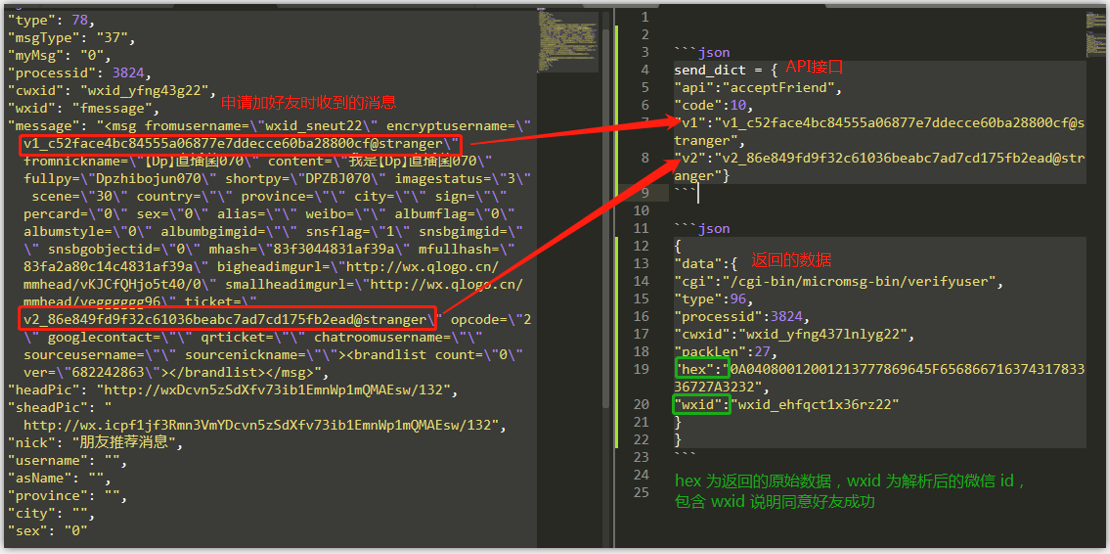 "type": 78,
"msgType": "37",
"myMsg": "0",
"processid": 3824,
"cwxid": "wxid_yfng43g22",
"wxid": "fmessage",
申请加好友时收到的消息
"message": "<msg fromusername=\"wxid_sneut22\" encryptusername=\"
v1_c52face4bc84555a06877e7ddecce60ba28800cf@stranger\"
fromnickname=\"[Dp]直播菌070\" content=\"我是[Dp]直播菌070\"
fullpy=\"Dpzhibojun070\" shortpy=\"DPZBJ070\" imagestatus=\"3\"
scene=\"30\" country=\"\" province=\"\" city=\"\" sign=\"\"
percard=\"0\" sex=\"0\" alias=\"\" weibo=\"\" albumflag=\"0\"
albumstyle=\"0\" albumbgimgid=\"\" snsflag=\"1\" snsbgimgid=\"
\" snsbgobjectid=\"0\" mhash=\"83f3044831af39a\" mfullhash=\"
83fa2a80c14c4831af39a\" bigheadimgurl=\"http://wx.qlogo.cn/
mmhead/vKJCfQHjo5t40/0\" smallheadimgurl=\"http://wx.qlogo.cn/
mmhead/veggggggg96\" ticket=\"
v2_86e849fd9f32c61036beabc7ad7cd175fb2ead@stranger\" opcode=\"2
\" googlecontact=\"\" qrticket=\"\" chatroomusername=\"\"
sourceusername=\"\" sourcenickname=\"\"><brandlist count=\"0\"
ver=\"682242863\"></brandlist></msg>",
"headPic": "http://wxDcvn5zSdXfv73ib1EmnWp1mQMAEsw/132",
"sheadPic": "
http://wx.icpf1jf3Rmn3VmYDcvn5zSdXfv73ib1EmnWp1mQMAEsw/132",
"nick": "朋友推荐消息",
"username": "",
"asName": "",
"province": "",
"city": "",
"sex": "0"
1
2
3 ```json
4 send_dict = { API接口
5 "api":"acceptFriend",
6 "code":10,
7 "v1":"v1_c52face4bc84555a06877e7ddecce60ba28800cf@s
tranger",
8 "v2":"v2_86e849fd9f32c61036beabc7ad7cd175fb2ead@str
anger"}
9 ```
10
11 ```json
12 {
13 "data":{ 返回的数据
14 "cgi":"/cgi-bin/micromsg-bin/verifyuser",
15 "type":96,
16 "processid":3824,
17 "cwxid":"wxid_yfng437lnlyg22",
18 "packLen":27,
19 "hex":"0A04080012001213777869645F656866716374317833
36727A3232",
20 "wxid":"wxid_ehfqct1x36rz22"
21 }
22 }
23 ```
24 hex 为返回的原始数据，wxid 为解析后的微信 id，
25 包含 wxid 说明同意好友成功